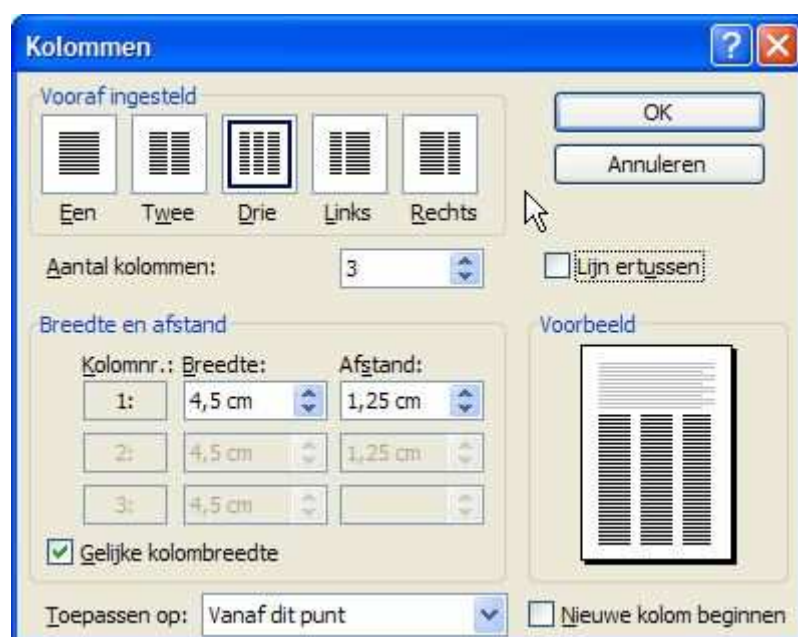 Kolommen
Vooraf ingesteld
Een Twee Drie Links Rechts
OK
Annuleren
Aantal kolommen: 3
Lijn ertussen
Breedte en afstand
Kolomnr.: Breedte: Afstand:
1: 4,5 cm 1,25 cm
2: 4,5 cm 1,25 cm
3: 4,5 cm
Gelijke kolombreedte
Voorbeeld
Toepassen op: Vanaf dit punt
Nieuwe kolom beginnen